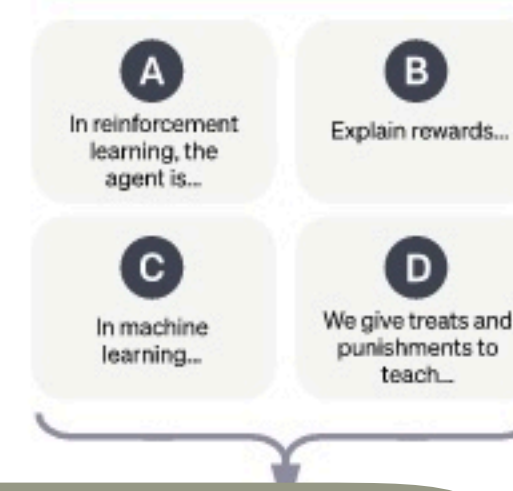 A
In reinforcement
learning, the
agent is...
B
Explain rewards...
C
In machine
learning...
D
We give treats and
punishments to
teach...